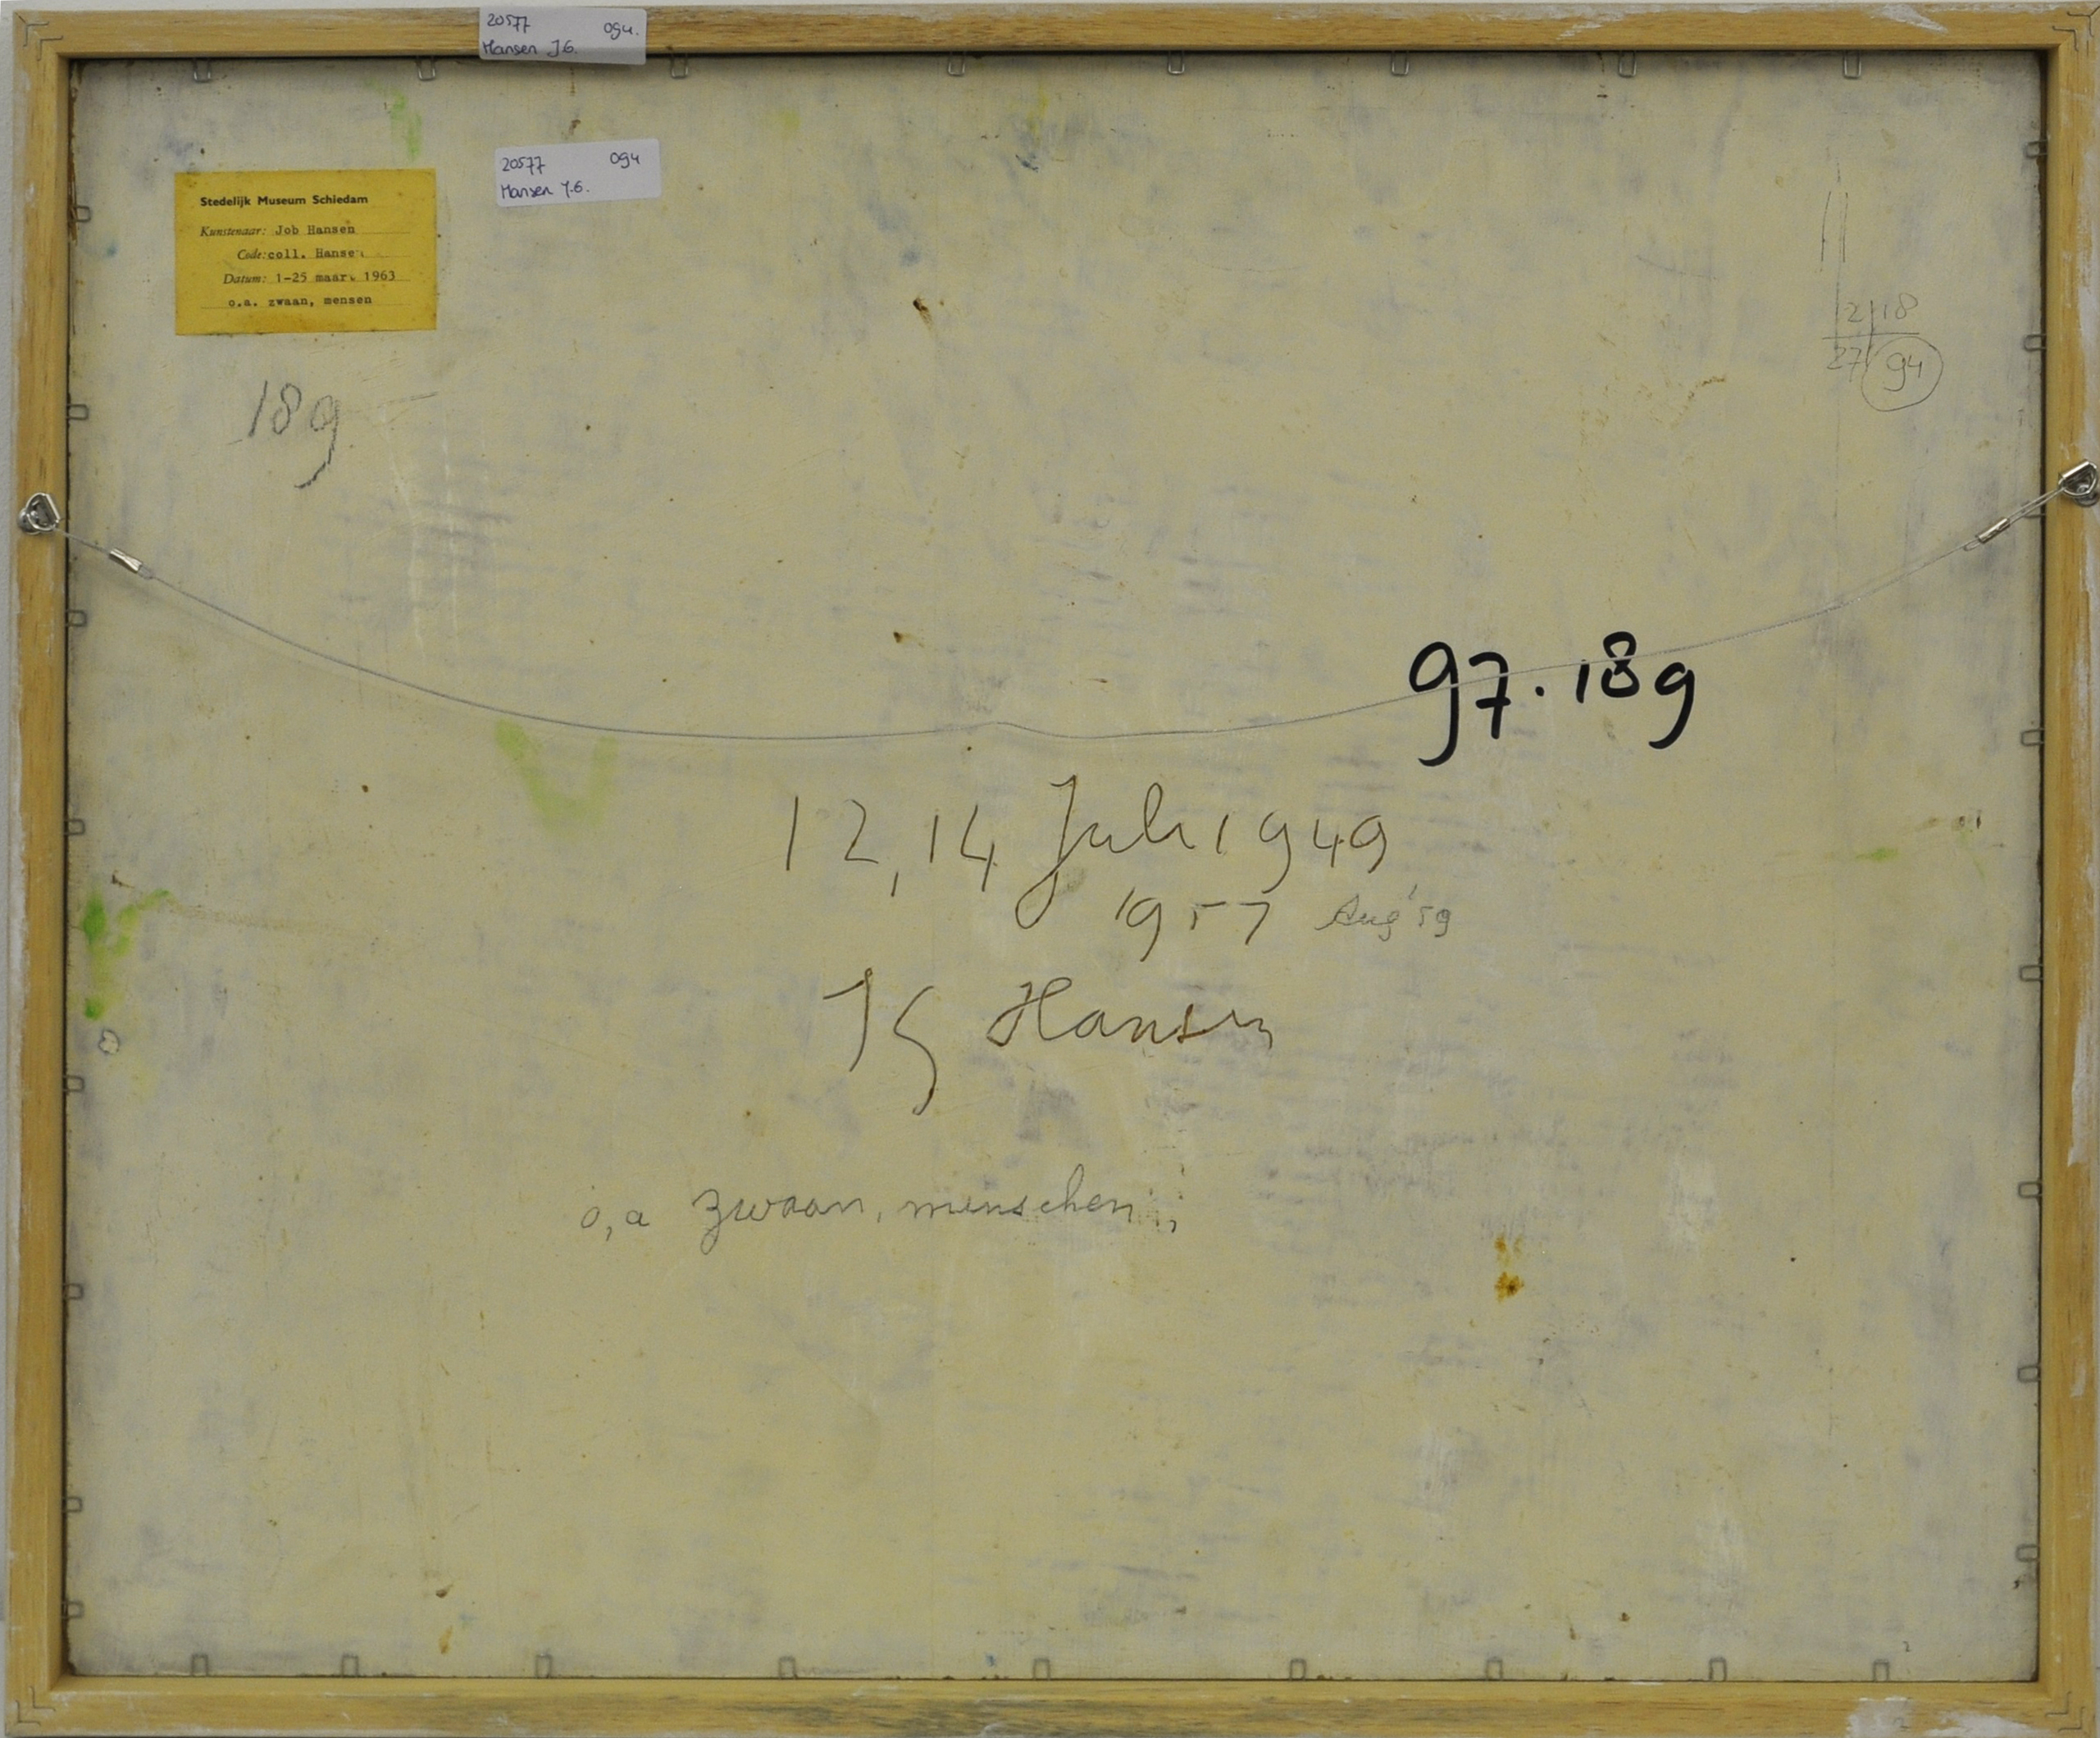 20577 094.
Hansen J.G.
20577 094
Hansen J.G.
Stedelijk Museum Schiedam
Kunstenaar: Job Hansen
Code: coll. Hansen
Datum: 1-25 maart 1963
o.a. zwaan, mensen
2 18
27 94
189
97.189
12, 14 Juli 1949
1957 Aug '59
JG Hansen
o,a zwaan, menschen